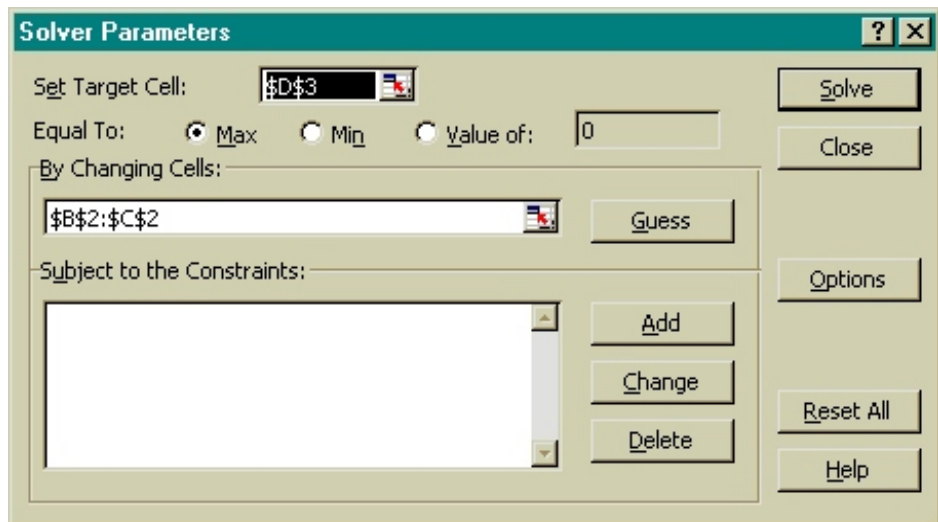 Solver Parameters
Set Target Cell: $D$3
Solve
Equal To: Max Min Value of: 0
Close
By Changing Cells:
$B$2:$C$2
Guess
Subject to the Constraints:
Options
Add
Change
Reset All
Delete
Help